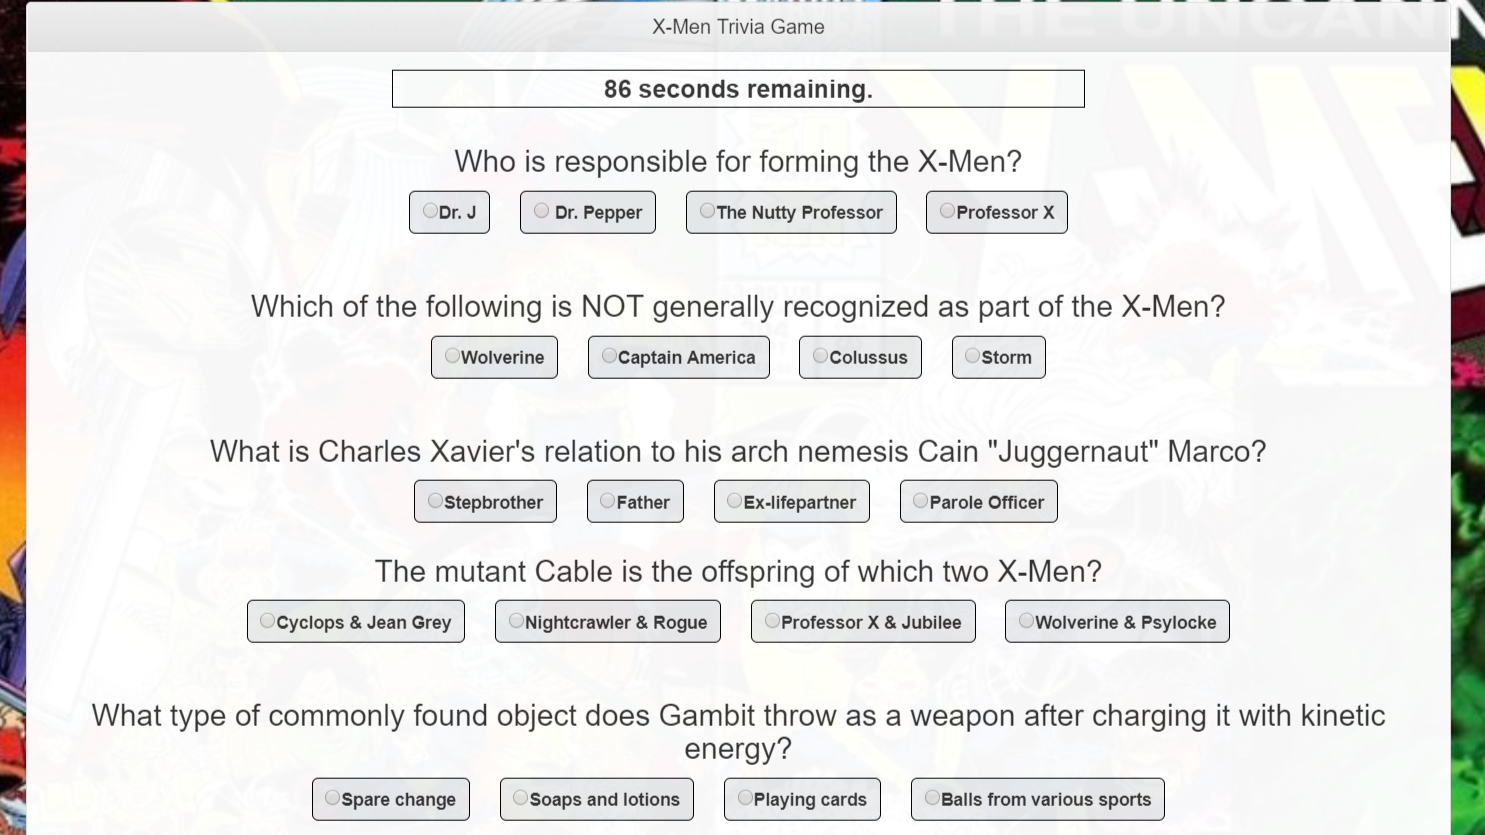 THE UNCANN
X-Men Trivia Game
86 seconds remaining.
Who is responsible for forming the X-Men?
Dr. J Dr. Pepper The Nutty Professor Professor X
Which of the following is NOT generally recognized as part of the X-Men?
Wolverine Captain America Colussus Storm
What is Charles Xavier's relation to his arch nemesis Cain "Juggernaut" Marco?
Stepbrother Father Ex-lifepartner Parole Officer
The mutant Cable is the offspring of which two X-Men?
Cyclops & Jean Grey Nightcrawler & Rogue Professor X & Jubilee Wolverine & Psylocke
What type of commonly found object does Gambit throw as a weapon after charging it with kinetic
energy?
Spare change Soaps and lotions Playing cards Balls from various sports